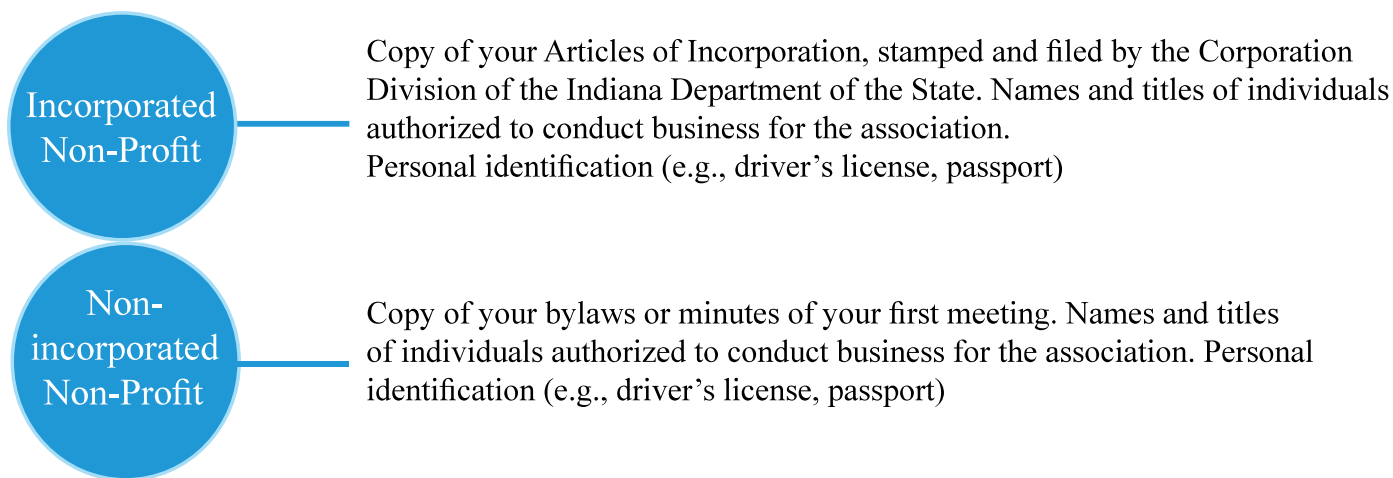 Incorporated
Non-Profit
Copy of your Articles of Incorporation, stamped and filed by the Corporation
Division of the Indiana Department of the State. Names and titles of individuals
authorized to conduct business for the association.
Personal identification (e.g., driver’s license, passport)
Non-
incorporated
Non-Profit
Copy of your bylaws or minutes of your first meeting. Names and titles
of individuals authorized to conduct business for the association. Personal
identification (e.g., driver’s license, passport)